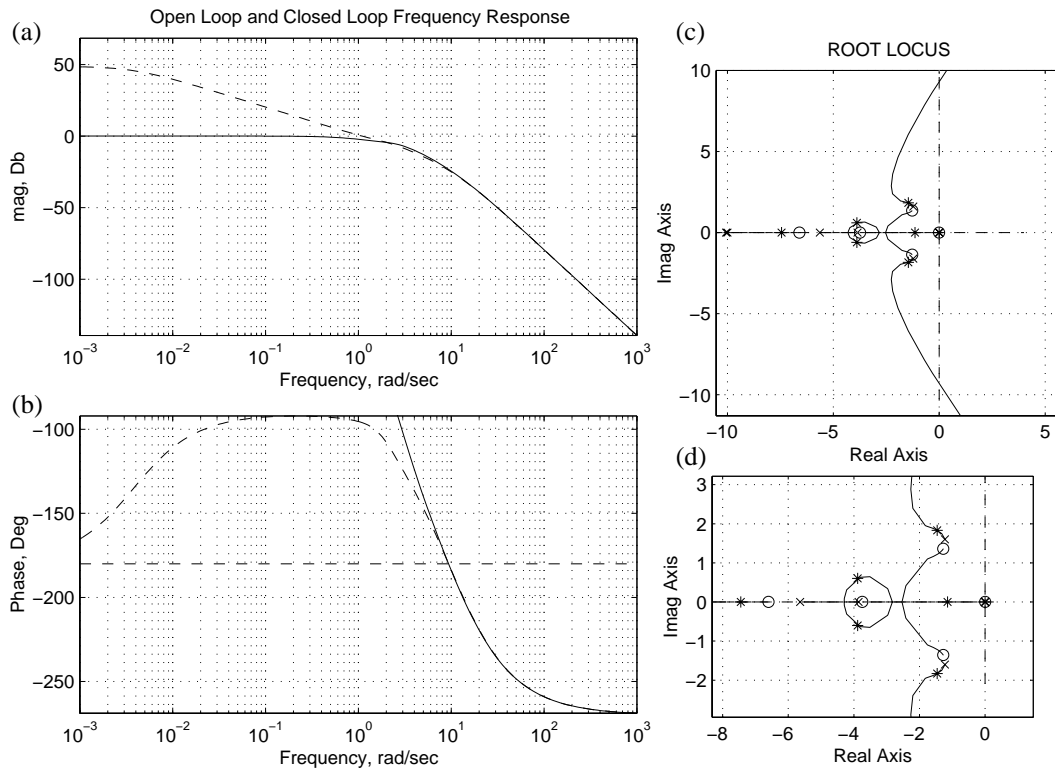 Open Loop and Closed Loop Frequency Response
(a)
50
0
−50
−100
mag, Db
10^−3 10^−2 10^−1 10^0 10^1 10^2 10^3
Frequency, rad/sec
(b)
−100
−150
−200
−250
Phase, Deg
10^−3 10^−2 10^−1 10^0 10^1 10^2 10^3
Frequency, rad/sec
(c)
ROOT LOCUS
10
5
0
−5
−10
Imag Axis
−10 −5 0 5
Real Axis
(d)
3
2
1
0
−1
−2
Imag Axis
−8 −6 −4 −2 0
Real Axis